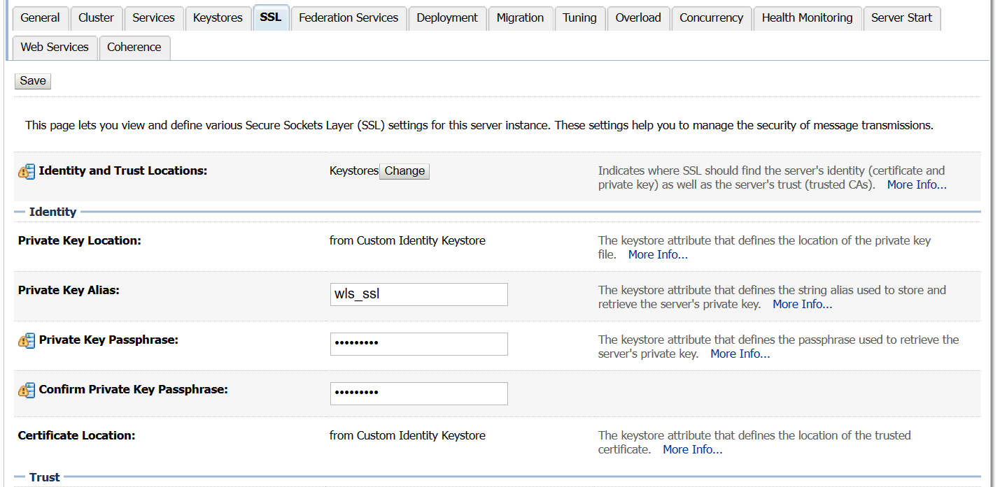 General Cluster Services Keystores SSL Federation Services Deployment Migration Tuning Overload Concurrency Health Monitoring Server Start
Web Services Coherence
Save
This page lets you view and define various Secure Sockets Layer (SSL) settings for this server instance. These settings help you to manage the security of message transmissions.
Identity and Trust Locations: Keystores Change Indicates where SSL should find the server's identity (certificate and
private key) as well as the server's trust (trusted CAs). More Info...
Identity
Private Key Location: from Custom Identity Keystore The keystore attribute that defines the location of the private key
file. More Info...
Private Key Alias: wls_ssl The keystore attribute that defines the string alias used to store and
retrieve the server's private key. More Info...
Private Key Passphrase: ••••••••• The keystore attribute that defines the passphrase used to retrieve the
server's private key. More Info...
Confirm Private Key Passphrase: •••••••••
Certificate Location: from Custom Identity Keystore The keystore attribute that defines the location of the trusted
certificate. More Info...
Trust